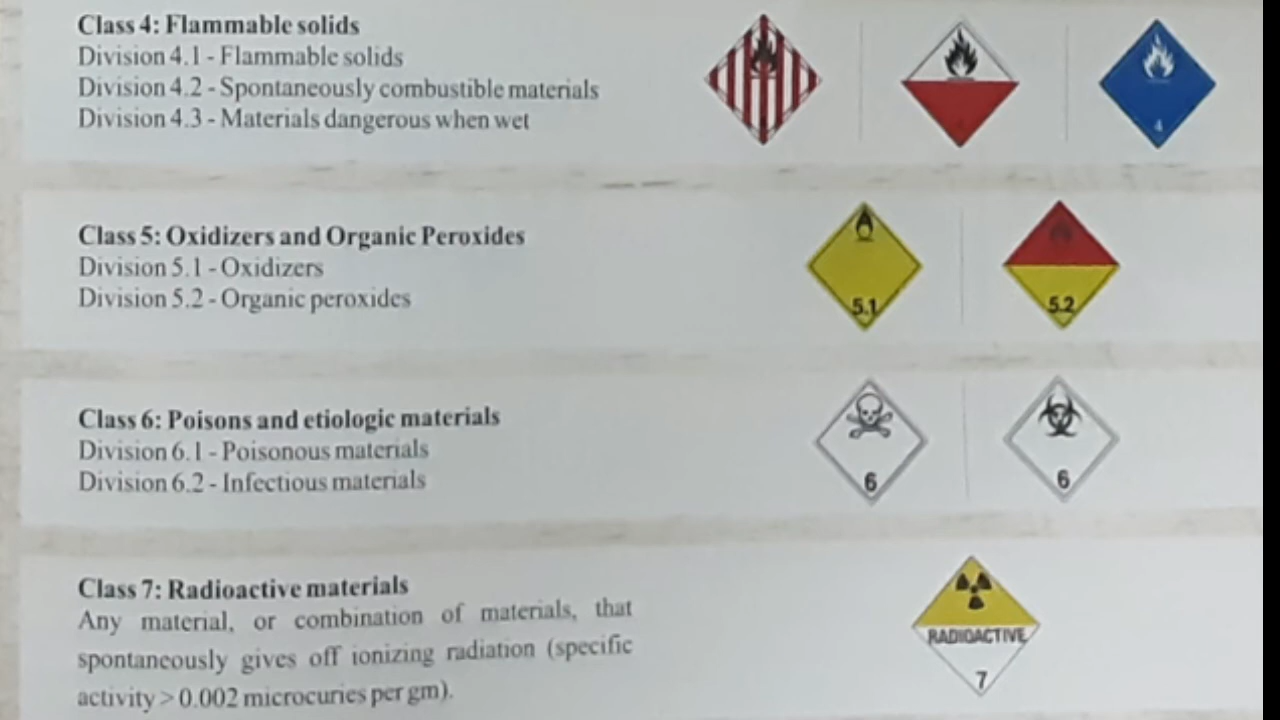 Class 4: Flammable solids
Division 4.1 - Flammable solids
Division 4.2 - Spontaneously combustible materials
Division 4.3 - Materials dangerous when wet
4
Class 5: Oxidizers and Organic Peroxides
Division 5.1 - Oxidizers
Division 5.2 - Organic peroxides
5.1
5.2
Class 6: Poisons and etiologic materials
Division 6.1 - Poisonous materials
Division 6.2 - Infectious materials
6
6
Class 7: Radioactive materials
Any material, or combination of materials, that
spontaneously gives off ionizing radiation (specific
activity > 0.002 microcuries per gm).
RADIOACTIVE
7